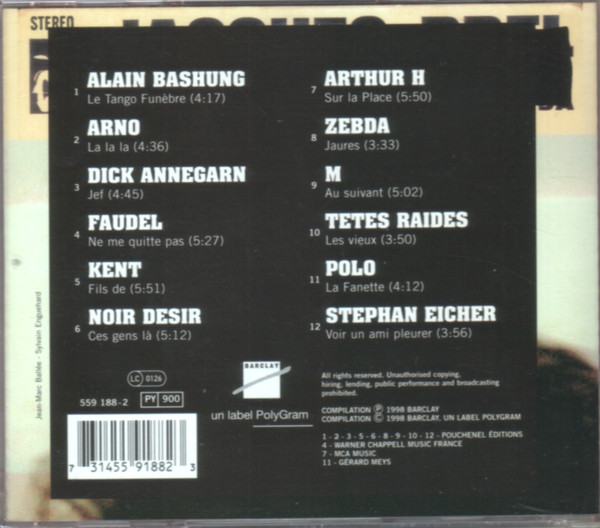 STEREO
JACQUES BREL
1 ALAIN BASHUNG
Le Tango Funèbre (4:17)
2 ARNO
La la la (4:36)
3 DICK ANNEGARN
Jef (4:45)
4 FAUDEL
Ne me quitte pas (5:27)
5 KENT
Fils de (5:51)
6 NOIR DESIR
Ces gens là (5:12)
7 ARTHUR H
Sur la Place (5:50)
8 ZEBDA
Jaures (3:33)
9 M
Au suivant (5:02)
10 TETES RAIDES
Les vieux (3:50)
11 POLO
La Fanette (4:12)
12 STEPHAN EICHER
Voir un ami pleurer (3:56)
Jean-Marc Ballée - Sylvain Enguehard
LC 0126
559 188-2 PY 900
7 31455 91882 3
BARCLAY
un label PolyGram
All rights reserved. Unauthorised copying,
hiring, lending, public performance and broadcasting
prohibited.
COMPILATION Ⓟ 1998 BARCLAY
COMPILATION © 1998 BARCLAY, UN LABEL POLYGRAM
1 - 2 - 3 - 5 - 6 - 8 - 9 - 10 - 12 - POUCHENEL ÉDITIONS
4 - WARNER CHAPPELL MUSIC FRANCE
7 - MCA MUSIC
11 - GÉRARD MEYS